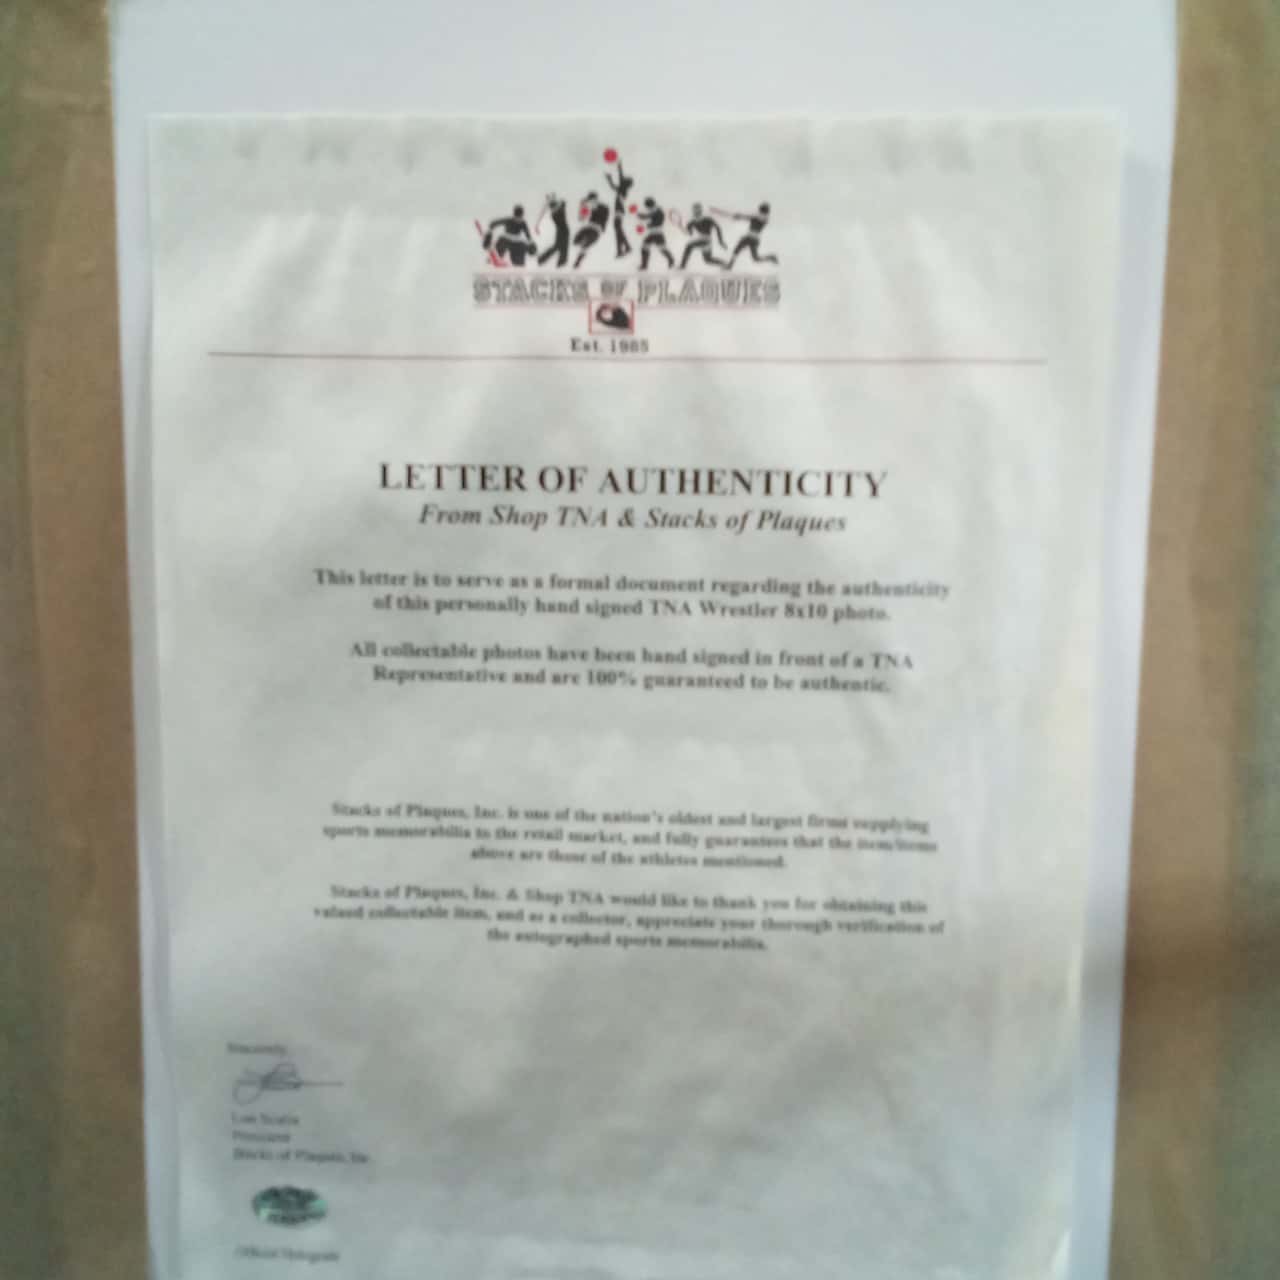 STACKS OF PLAQUES
Est. 1985
LETTER OF AUTHENTICITY
From Shop TNA & Stacks of Plaques
This letter is to serve as a formal document regarding the authenticity
of this personally hand signed TNA Wrestler 8x10 photo.
All collectable photos have been hand signed in front of a TNA
Representative and are 100% guaranteed to be authentic.
Stacks of Plaques, Inc. is one of the nation's oldest and largest firms supplying
sports memorabilia to the retail market, and fully guarantees that the item/items
above are those of the athletes mentioned.
Stacks of Plaques, Inc. & Shop TNA would like to thank you for obtaining this
valued collectable item, and as a collector, appreciate your thorough verification of
the autographed sports memorabilia.
Sincerely,
President
Stacks of Plaques, Inc.
Official Hologram